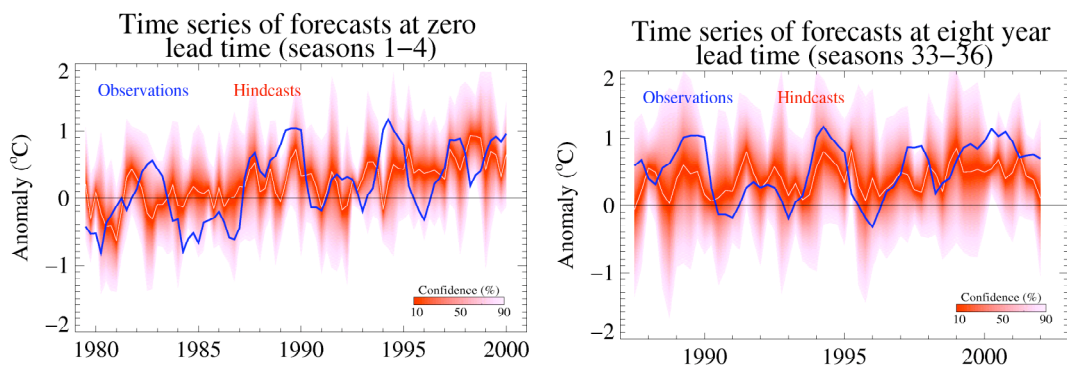 Time series of forecasts at zero
lead time (seasons 1−4)
Observations
Hindcasts
Anomaly (°C)
2
1
0
−1
−2
Confidence (%)
10 50 90
1980 1985 1990 1995 2000
Time series of forecasts at eight year
lead time (seasons 33−36)
Observations
Hindcasts
Anomaly (°C)
2
1
0
−1
−2
Confidence (%)
10 50 90
1990 1995 2000